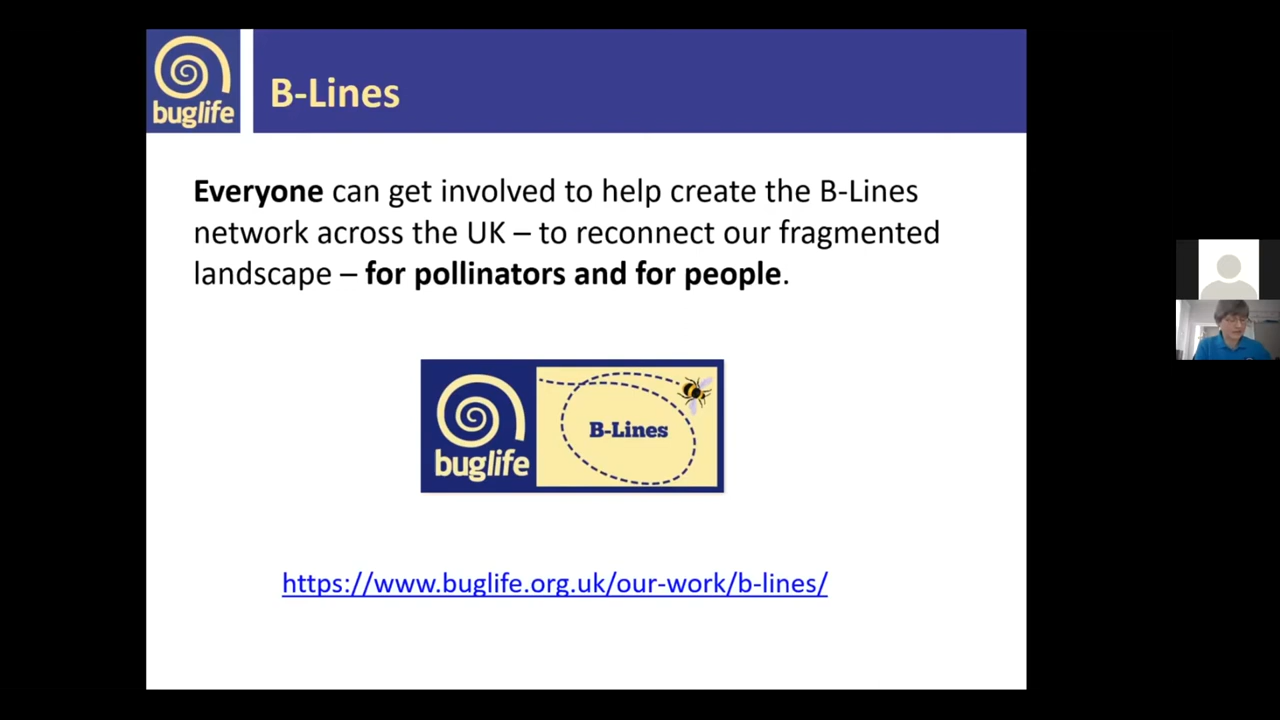 buglife
B-Lines
Everyone can get involved to help create the B-Lines
network across the UK – to reconnect our fragmented
landscape – for pollinators and for people.
buglife
B-Lines
https://www.buglife.org.uk/our-work/b-lines/